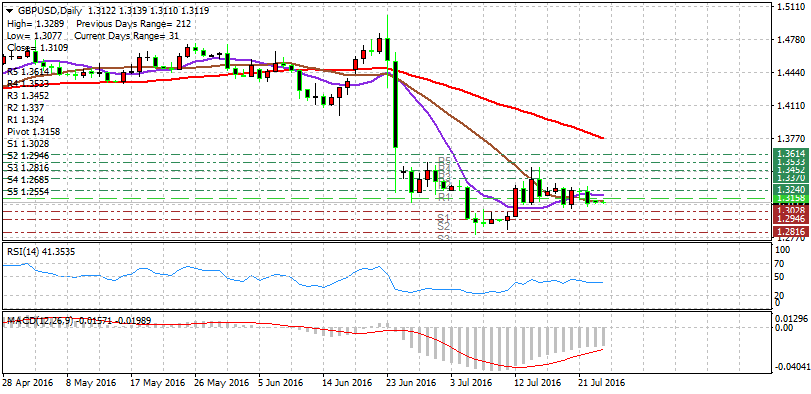 GBPUSD,Daily 1.3122 1.3139 1.3110 1.3119
High= 1.3289 Previous Days Range= 212
Low= 1.3077 Current Days Range= 31
Close= 1.3109
R5 1.3614
R4 1.3533
R3 1.3452
R2 1.337
R1 1.324
Pivot 1.3158
S1 1.3028
S2 1.2946
S3 1.2816
S4 1.2685
S5 1.2554
R1
S1
S2
S3
1.5110
1.4780
1.4440
1.4110
1.3770
1.3614
1.3533
1.3452
1.3370
1.3240
1.3158
1.3028
1.2946
1.2816
1.2770
RSI(14) 41.3535
100
70
50
20
0
MACD(12,26,9) -0.01571 -0.01989
0.01296
0.00
-0.04041
28 Apr 2016 8 May 2016 17 May 2016 26 May 2016 5 Jun 2016 14 Jun 2016 23 Jun 2016 3 Jul 2016 12 Jul 2016 21 Jul 2016